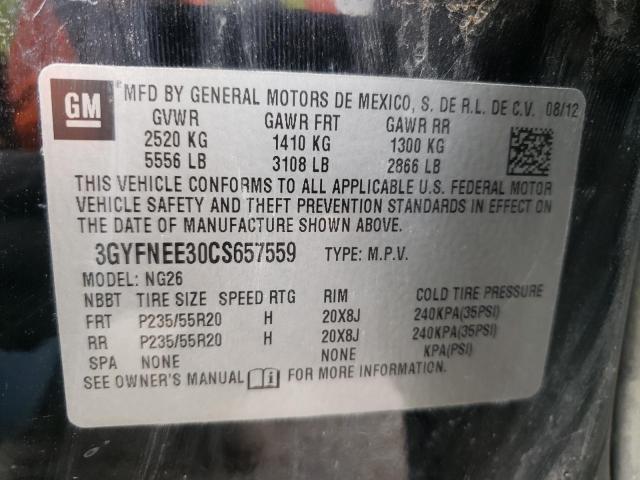 GM
MFD BY GENERAL MOTORS DE MEXICO, S. DE R.L. DE C.V. 08/12
GVWR GAWR FRT GAWR RR
2520 KG 1410 KG 1300 KG
5556 LB 3108 LB 2866 LB
THIS VEHICLE CONFORMS TO ALL APPLICABLE U.S. FEDERAL MOTOR
VEHICLE SAFETY AND THEFT PREVENTION STANDARDS IN EFFECT ON
THE DATE OF MANUFACTURE SHOWN ABOVE.
3GYFNEE30CS657559 TYPE: M.P.V.
MODEL: NG26
NBBT TIRE SIZE SPEED RTG RIM COLD TIRE PRESSURE
FRT P235/55R20 H 20X8J 240KPA(35PSI)
RR P235/55R20 H 20X8J 240KPA(35PSI)
SPA NONE NONE KPA(PSI)
SEE OWNER'S MANUAL FOR MORE INFORMATION.